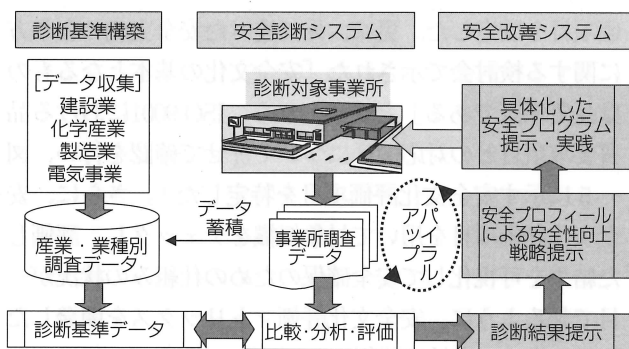 診断基準構築
安全診断システム
安全改善システム
[データ収集]
建設業
化学産業
製造業
電気事業
診断対象事業所
具体化した
安全プログラム
提示・実践
データ
蓄積
産業・業種別
調査データ
事業所調査
データ
スパイラル
アップ
安全プロフィール
による安全性向上
戦略提示
診断基準データ
比較・分析・評価
診断結果提示